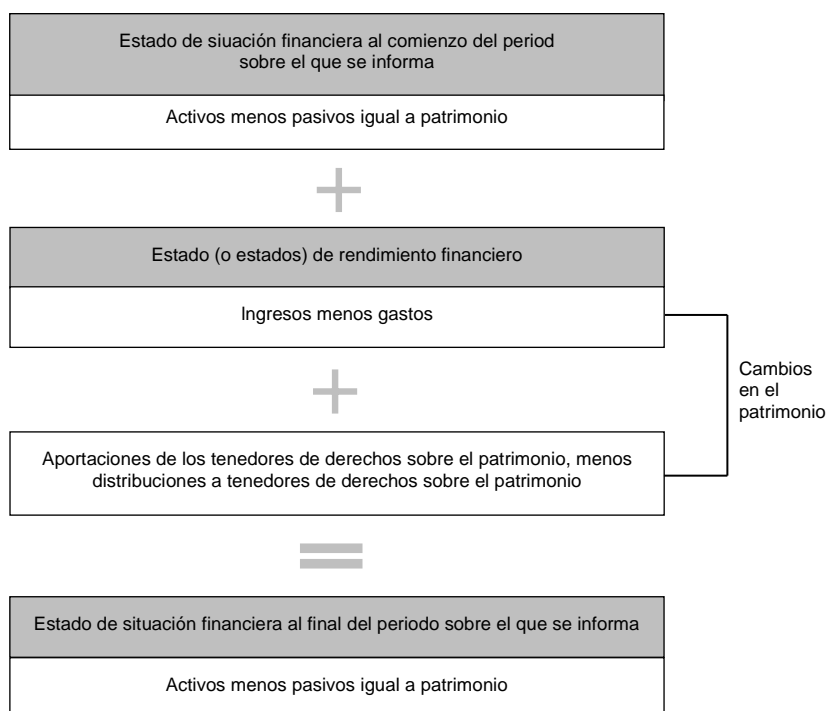 Estado de siuación financiera al comienzo del period
sobre el que se informa
Activos menos pasivos igual a patrimonio
+
Estado (o estados) de rendimiento financiero
Ingresos menos gastos
+
Cambios
en el
patrimonio
Aportaciones de los tenedores de derechos sobre el patrimonio, menos
distribuciones a tenedores de derechos sobre el patrimonio
=
Estado de situación financiera al final del periodo sobre el que se informa
Activos menos pasivos igual a patrimonio